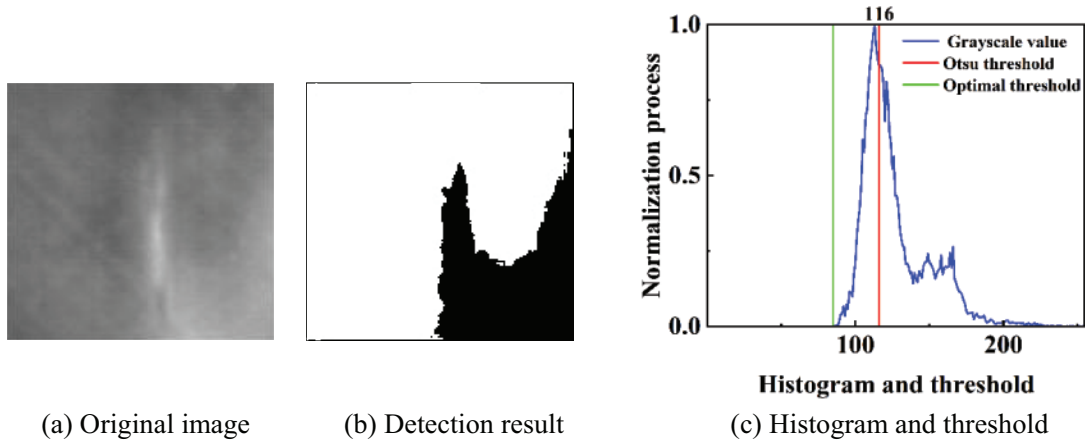 116
1.0
Grayscale value
Otsu threshold
Optimal threshold
Normalization process
0.5
0.0
100
200
Histogram and threshold
(a) Original image
(b) Detection result
(c) Histogram and threshold